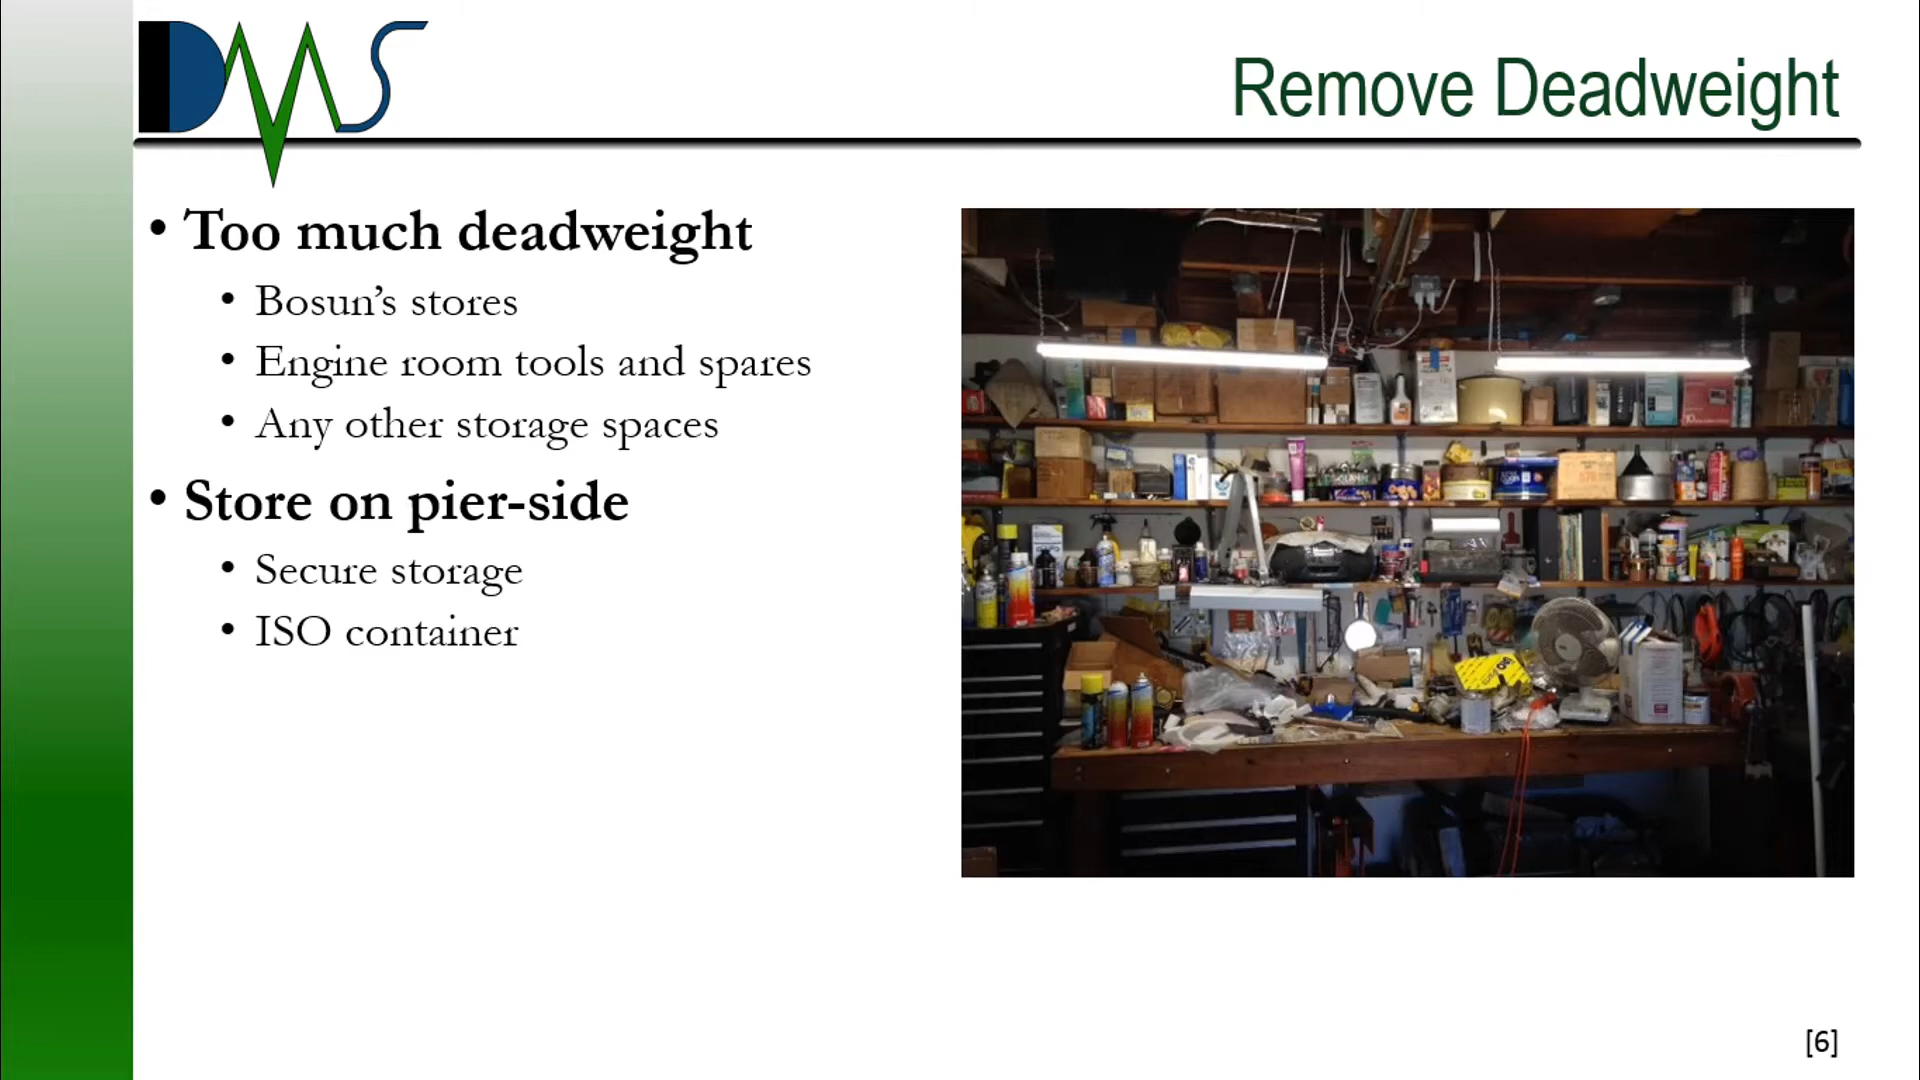 DMS
Remove Deadweight
• Too much deadweight
• Bosun’s stores
• Engine room tools and spares
• Any other storage spaces
• Store on pier-side
• Secure storage
• ISO container
[6]